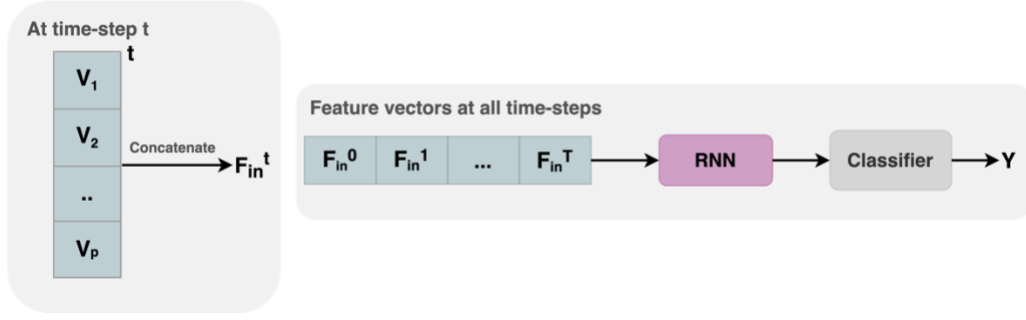 At time-step t
t
V1
V2
..
Vp
Concatenate
Fin^t
Feature vectors at all time-steps
Fin^0 Fin^1 ... Fin^T
RNN
Classifier
Y